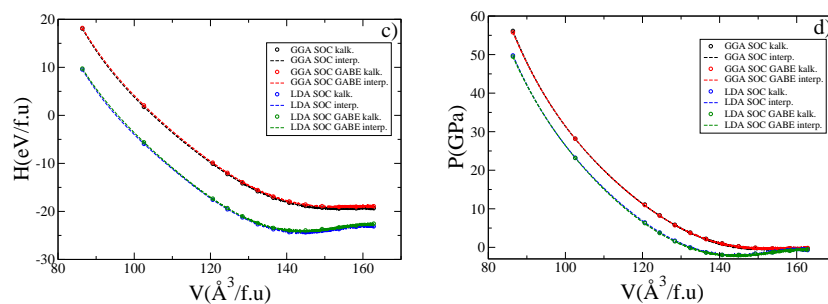 c)
20
10
0
-10
-20
-30
H(eV/f.u)
GGA SOC kalk.
GGA SOC interp.
GGA SOC GABE kalk.
GGA SOC GABE interp.
LDA SOC kalk.
LDA SOC interp.
LDA SOC GABE kalk.
LDA SOC GABE interp.
80 100 120 140 160
V(Å³/f.u)
d)
60
50
40
30
20
10
0
P(GPa)
GGA SOC kalk.
GGA SOC interp.
GGA SOC GABE kalk.
GGA SOC GABE interp.
LDA SOC kalk.
LDA SOC interp.
LDA SOC GABE kalk.
LDA SOC GABE interp.
80 100 120 140 160
V(Å³/f.u)